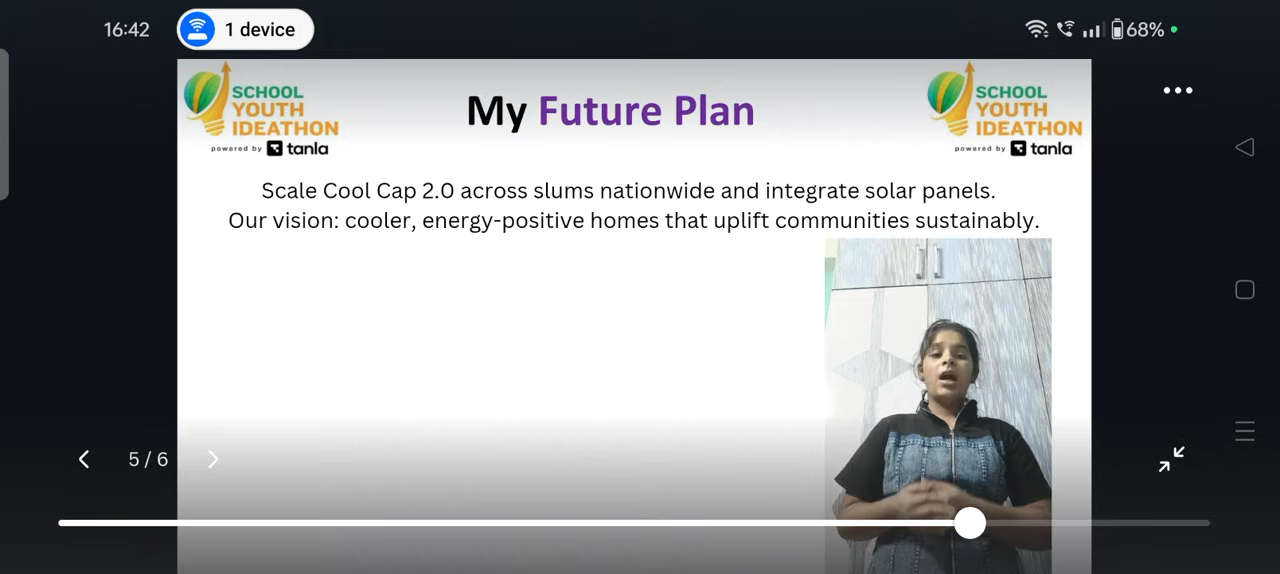 16:42
1 device
68%
SCHOOL
YOUTH
IDEATHON
powered by tanla
My Future Plan
SCHOOL
YOUTH
IDEATHON
powered by tanla
Scale Cool Cap 2.0 across slums nationwide and integrate solar panels.
Our vision: cooler, energy-positive homes that uplift communities sustainably.
5 / 6